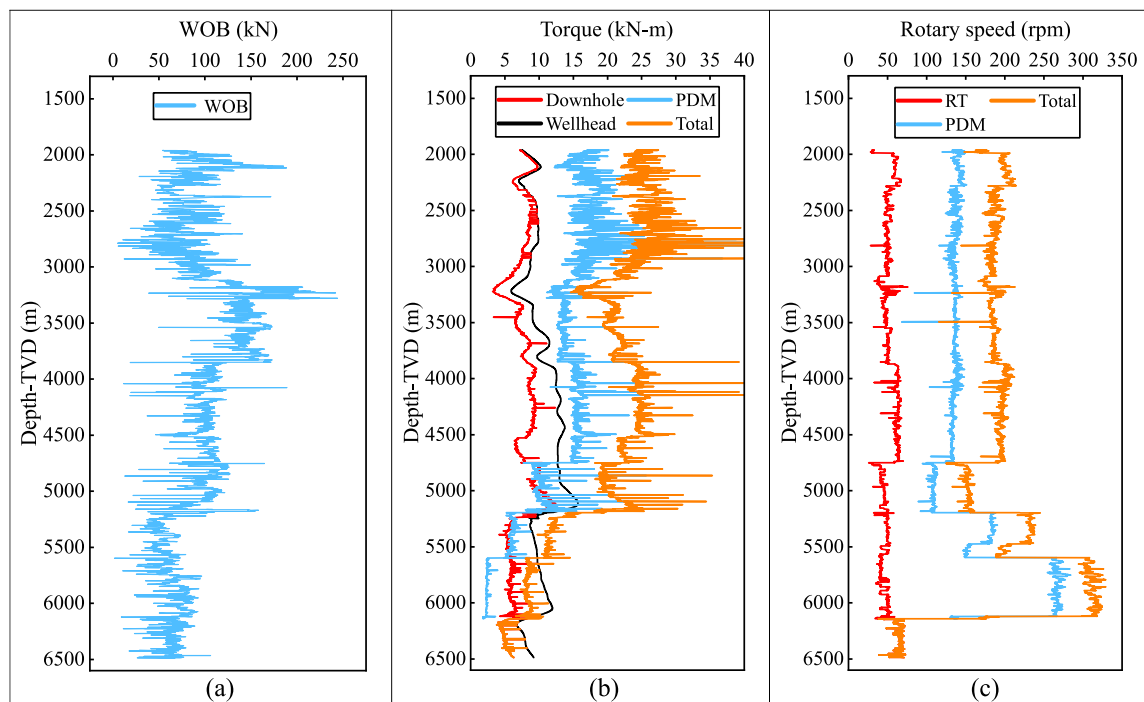 WOB (kN)
0 50 100 150 200 250
WOB
1500
2000
2500
3000
3500
4000
4500
5000
5500
6000
6500
Depth-TVD (m)
(a)
Torque (kN-m)
0 5 10 15 20 25 30 35 40
Downhole PDM
Wellhead Total
1500
2000
2500
3000
3500
4000
4500
5000
5500
6000
6500
Depth-TVD (m)
(b)
Rotary speed (rpm)
0 50 100 150 200 250 300 350
RT Total
PDM
1500
2000
2500
3000
3500
4000
4500
5000
5500
6000
6500
Depth-TVD (m)
(c)